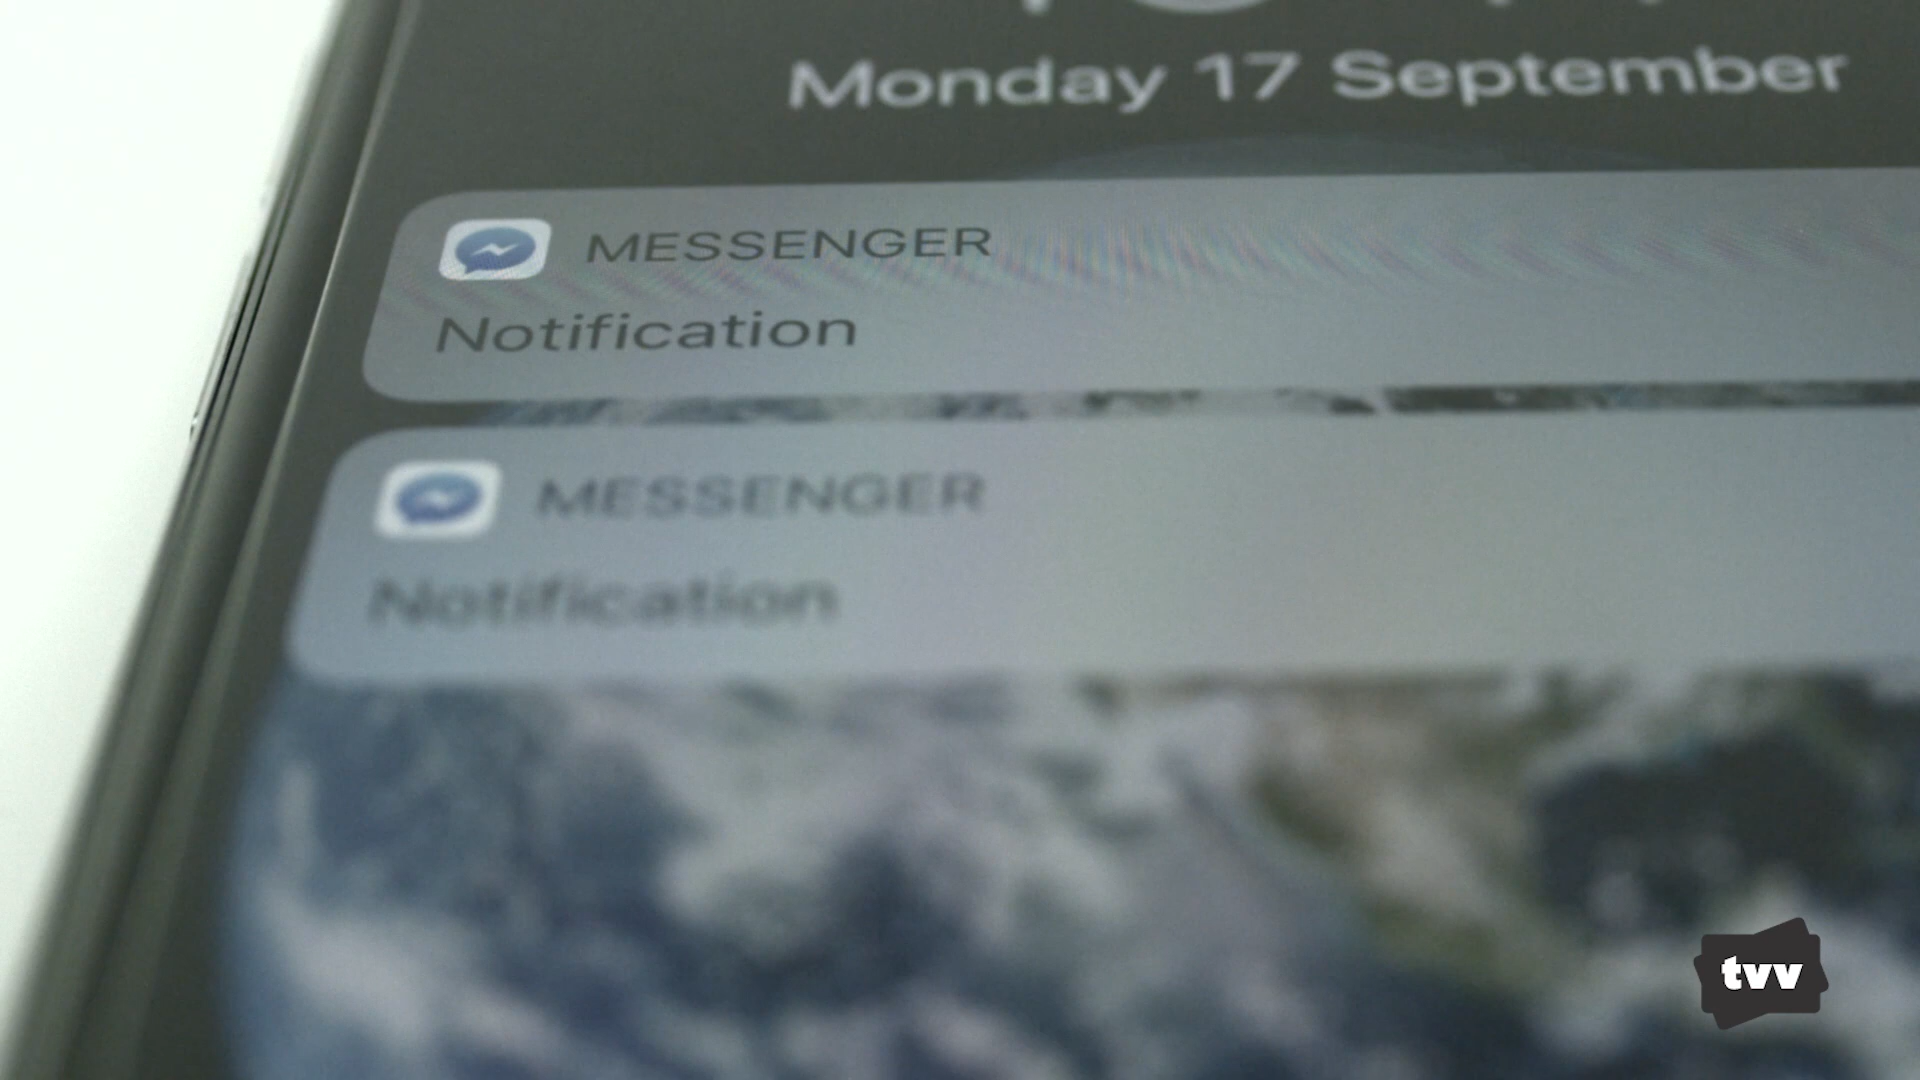 Monday 17 September
MESSENGER
Notification
MESSENGER
Notification
tvv